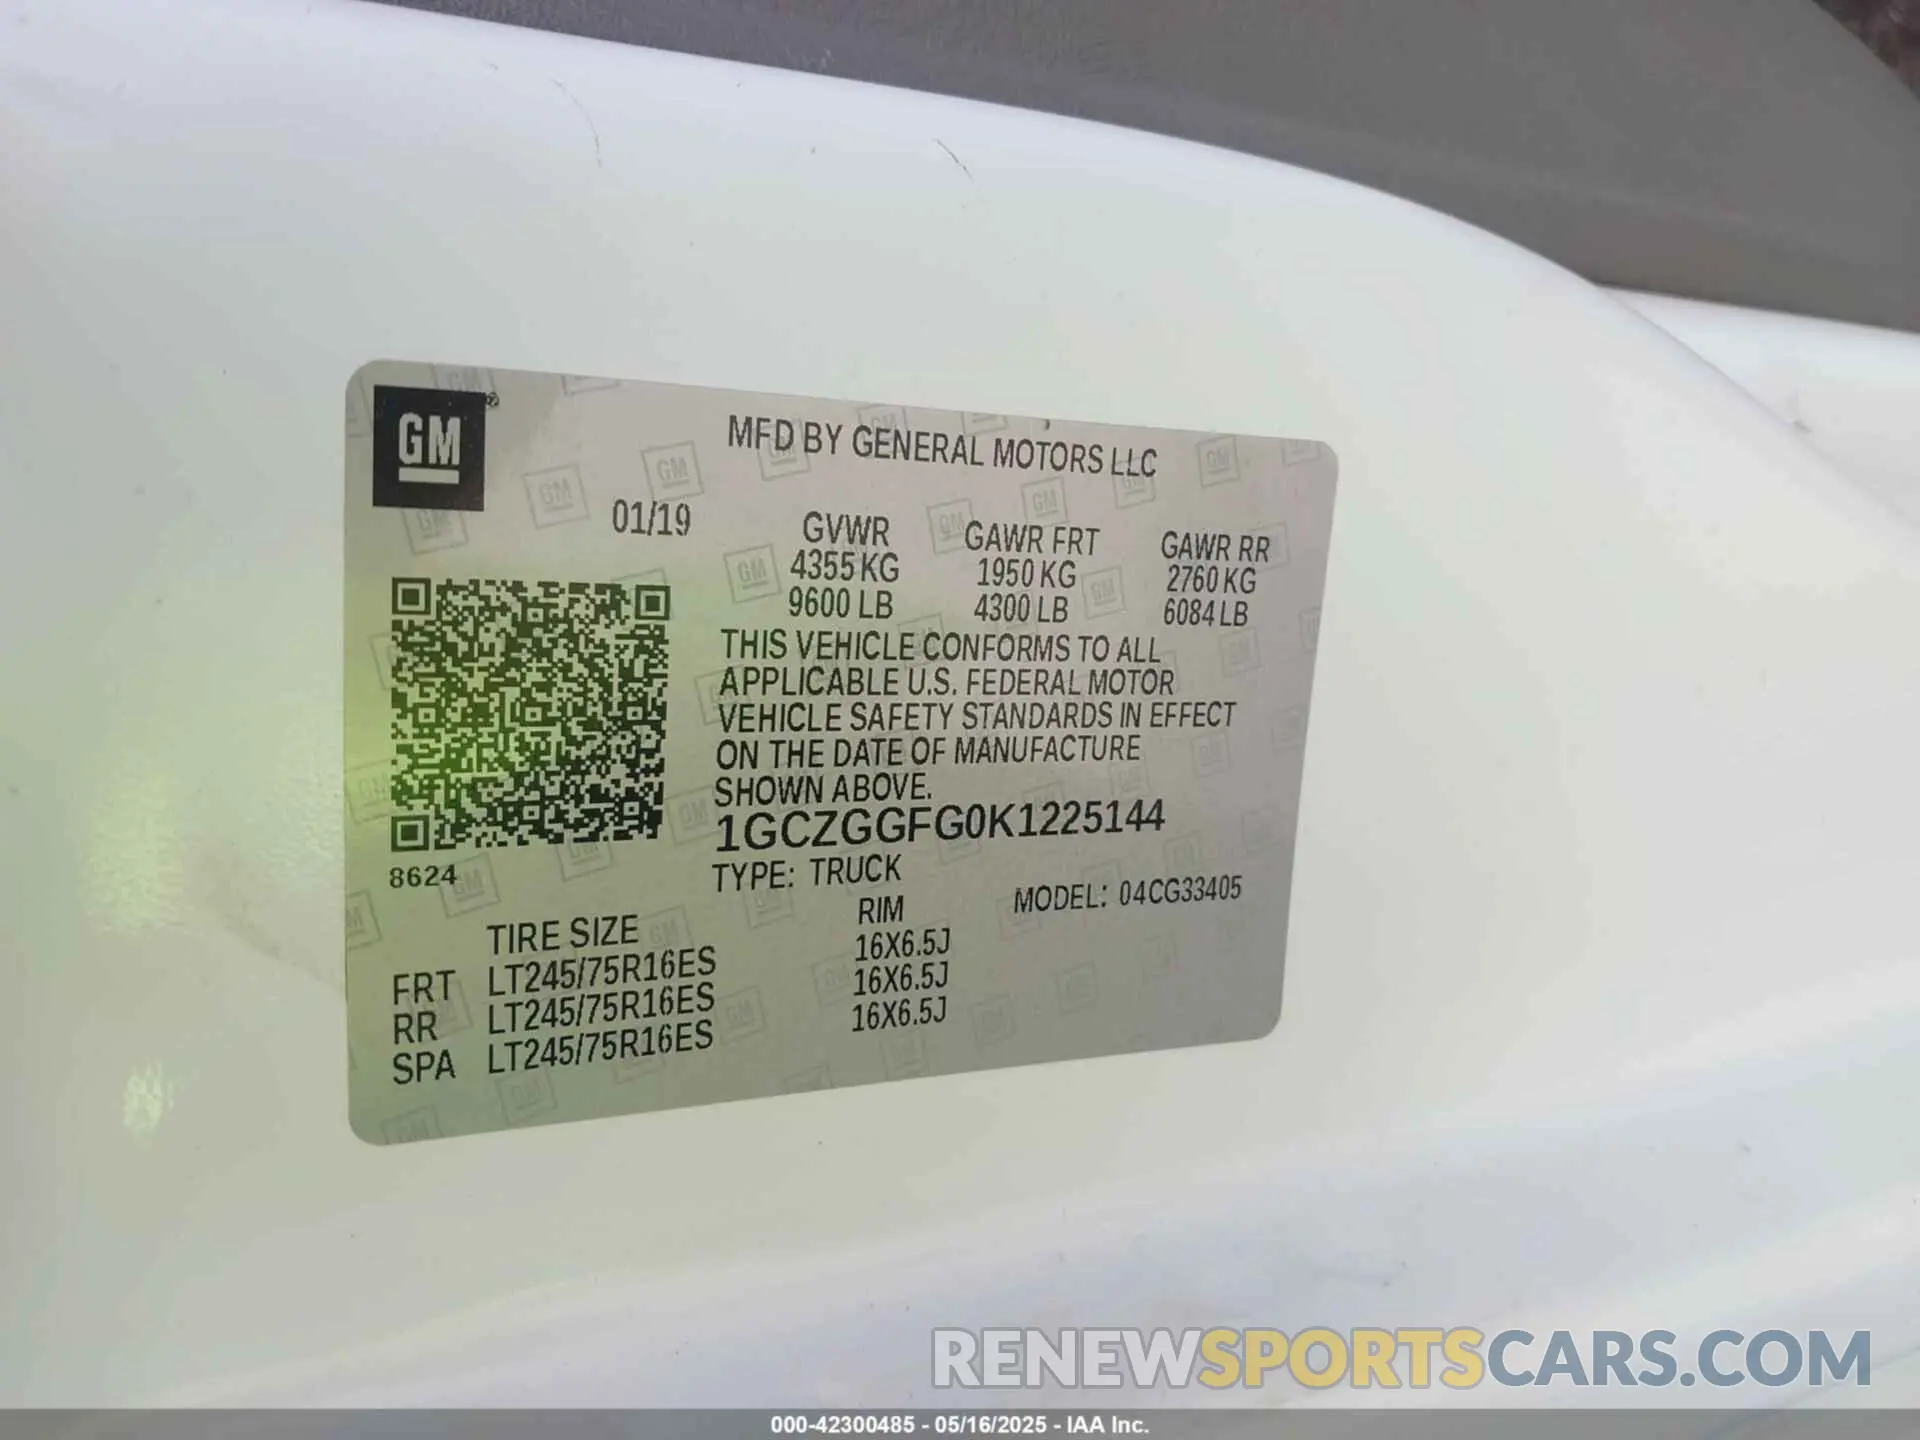 GM®
MFD BY GENERAL MOTORS LLC
01/19
GVWR GAWR FRT GAWR RR
4355 KG 1950 KG 2760 KG
9600 LB 4300 LB 6084 LB
THIS VEHICLE CONFORMS TO ALL
APPLICABLE U.S. FEDERAL MOTOR
VEHICLE SAFETY STANDARDS IN EFFECT
ON THE DATE OF MANUFACTURE
SHOWN ABOVE.
1GCZGGFG0K1225144
8624
TYPE: TRUCK
MODEL: 04CG33405
TIRE SIZE RIM
FRT LT245/75R16ES 16X6.5J
RR LT245/75R16ES 16X6.5J
SPA LT245/75R16ES 16X6.5J
RENEWSPORTSCARS.COM
000-42300485 - 05/16/2025 - IAA Inc.